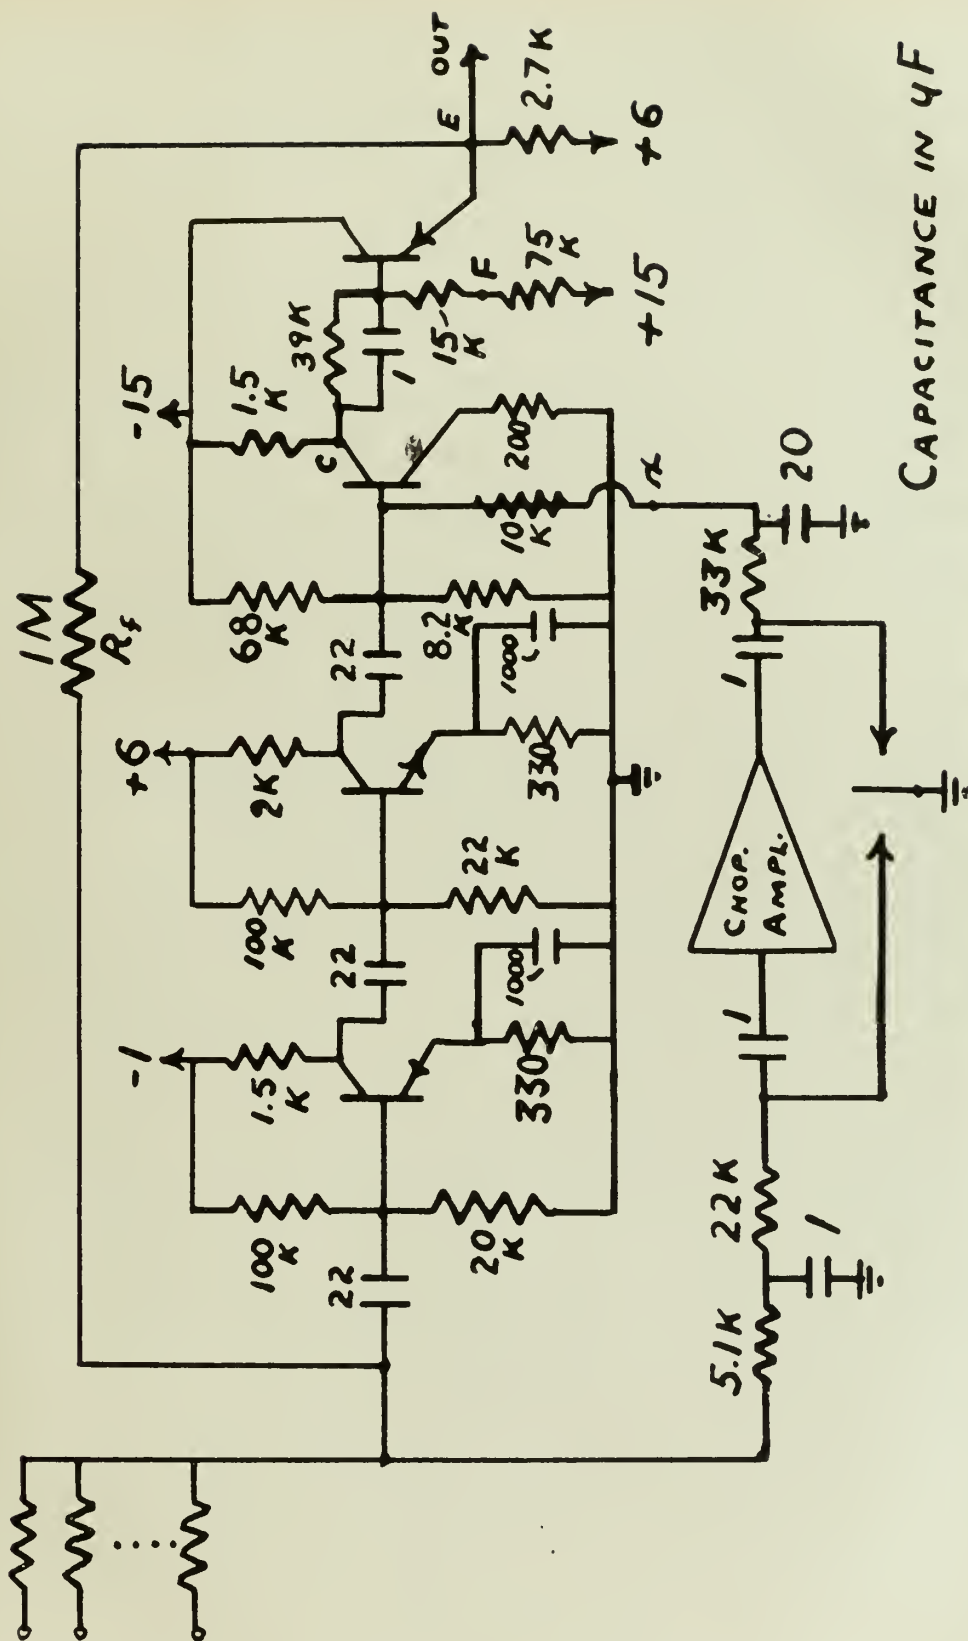 1M
R_f
-1
+6
-15
OUT
100
K
1.5
K
100
K
2K
68
K
1.5
K
39K
E
C
22
22
22
1
20
K
330
1000
22
K
330
1000
8.2
K
10
K
200
15
K
F
75
K
2.7K
+15
+6
5.1K
22K
1
1
CHOP.
AMPL.
1
33K
20
CAPACITANCE IN μF